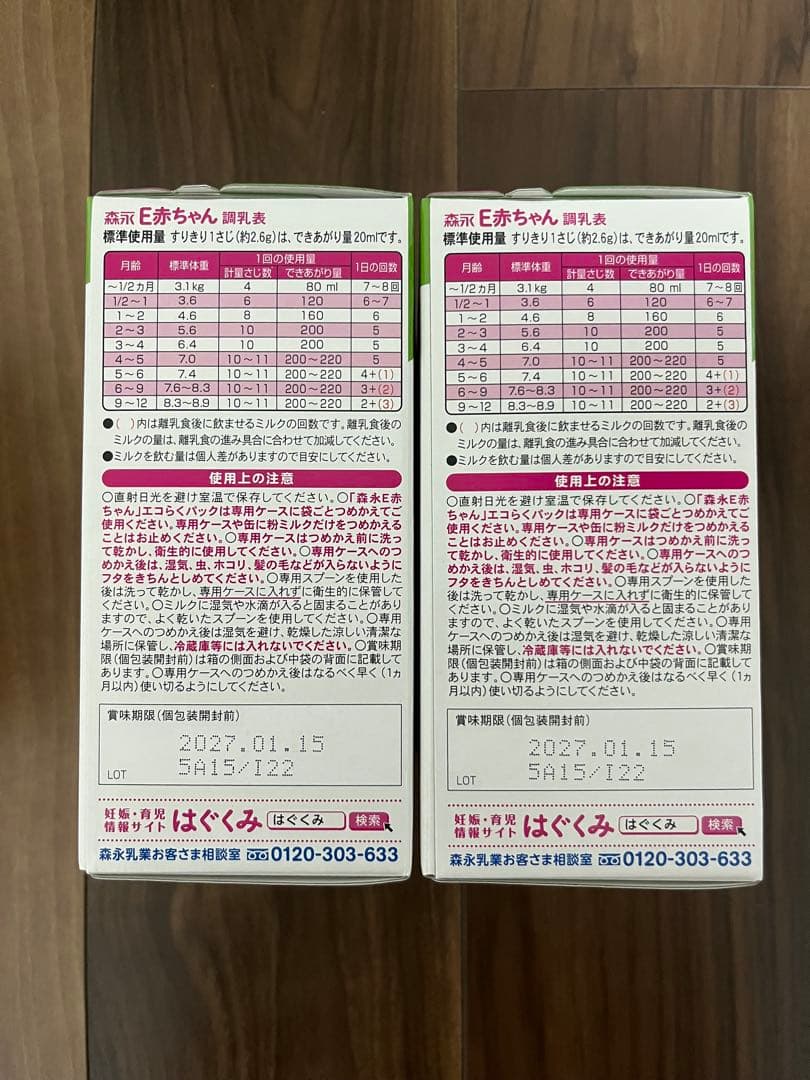 森永 E赤ちゃん 調乳表
標準使用量 すりきり1さじ(約2.6g)は、できあがり量20mlです。
月齢 標準体重 1回の使用量 1日の回数
計量さじ数 できあがり量
〜1/2ヵ月 3.1kg 4 80 ml 7〜8回
1/2〜1 3.6 6 120 6〜7
1〜2 4.6 8 160 6
2〜3 5.6 10 200 5
3〜4 6.4 10 200 5
4〜5 7.0 10〜11 200〜220 5
5〜6 7.4 10〜11 200〜220 4+(1)
6〜9 7.6〜8.3 10〜11 200〜220 3+(2)
9〜12 8.3〜8.9 10〜11 200〜220 2+(3)
●( )内は離乳食後に飲ませるミルクの回数です。離乳食後の
ミルクの量は、離乳食の進み具合に合わせて加減してください。
●ミルクを飲む量は個人差がありますので目安にしてください。
使用上の注意
○直射日光を避け室温で保存してください。○「森永E赤
ちゃん」エコらくパックは専用ケースに袋ごとつめかえてご
使用ください。専用ケースや缶に粉ミルクだけをつめかえる
ことはお止めください。○専用ケースはつめかえ前に洗っ
て乾かし、衛生的に使用してください。○専用ケースへのつ
めかえ後は、湿気、虫、ホコリ、髪の毛などが入らないように
フタをきちんとしめてください。○専用スプーンを使用した
後は洗って乾かし、専用ケースに入れずに衛生的に保管して
ください。○ミルクに湿気や水滴が入ると固まることがあり
ますので、よく乾いたスプーンを使用してください。○専用
ケースへのつめかえ後は湿気を避け、乾燥した涼しい清潔な
場所に保管し、冷蔵庫等には入れないでください。○賞味期
限(個包装開封前)は箱の側面および中袋の背面に記載して
あります。○専用ケースへのつめかえ後はなるべく早く(1ヵ
月以内)使い切るようにしてください。
賞味期限(個包装開封前)
2027.01.15
LOT 5A15/I22
妊娠・育児
情報サイト はぐくみ はぐくみ 検索
森永乳業お客さま相談室 0120-303-633
森永 E赤ちゃん 調乳表
標準使用量 すりきり1さじ(約2.6g)は、できあがり量20mlです。
月齢 標準体重 1回の使用量 1日の回数
計量さじ数 できあがり量
〜1/2ヵ月 3.1kg 4 80 ml 7〜8回
1/2〜1 3.6 6 120 6〜7
1〜2 4.6 8 160 6
2〜3 5.6 10 200 5
3〜4 6.4 10 200 5
4〜5 7.0 10〜11 200〜220 5
5〜6 7.4 10〜11 200〜220 4+(1)
6〜9 7.6〜8.3 10〜11 200〜220 3+(2)
9〜12 8.3〜8.9 10〜11 200〜220 2+(3)
●( )内は離乳食後に飲ませるミルクの回数です。離乳食後の
ミルクの量は、離乳食の進み具合に合わせて加減してください。
●ミルクを飲む量は個人差がありますので目安にしてください。
使用上の注意
○直射日光を避け室温で保存してください。○「森永E赤
ちゃん」エコらくパックは専用ケースに袋ごとつめかえてご
使用ください。専用ケースや缶に粉ミルクだけをつめかえる
ことはお止めください。○専用ケースはつめかえ前に洗っ
て乾かし、衛生的に使用してください。○専用ケースへのつ
めかえ後は、湿気、虫、ホコリ、髪の毛などが入らないように
フタをきちんとしめてください。○専用スプーンを使用した
後は洗って乾かし、専用ケースに入れずに衛生的に保管して
ください。○ミルクに湿気や水滴が入ると固まることがあり
ますので、よく乾いたスプーンを使用してください。○専用
ケースへのつめかえ後は湿気を避け、乾燥した涼しい清潔な
場所に保管し、冷蔵庫等には入れないでください。○賞味期
限(個包装開封前)は箱の側面および中袋の背面に記載して
あります。○専用ケースへのつめかえ後はなるべく早く(1ヵ
月以内)使い切るようにしてください。
賞味期限(個包装開封前)
2027.01.15
LOT 5A15/I22
妊娠・育児
情報サイト はぐくみ はぐくみ 検索
森永乳業お客さま相談室 0120-303-633